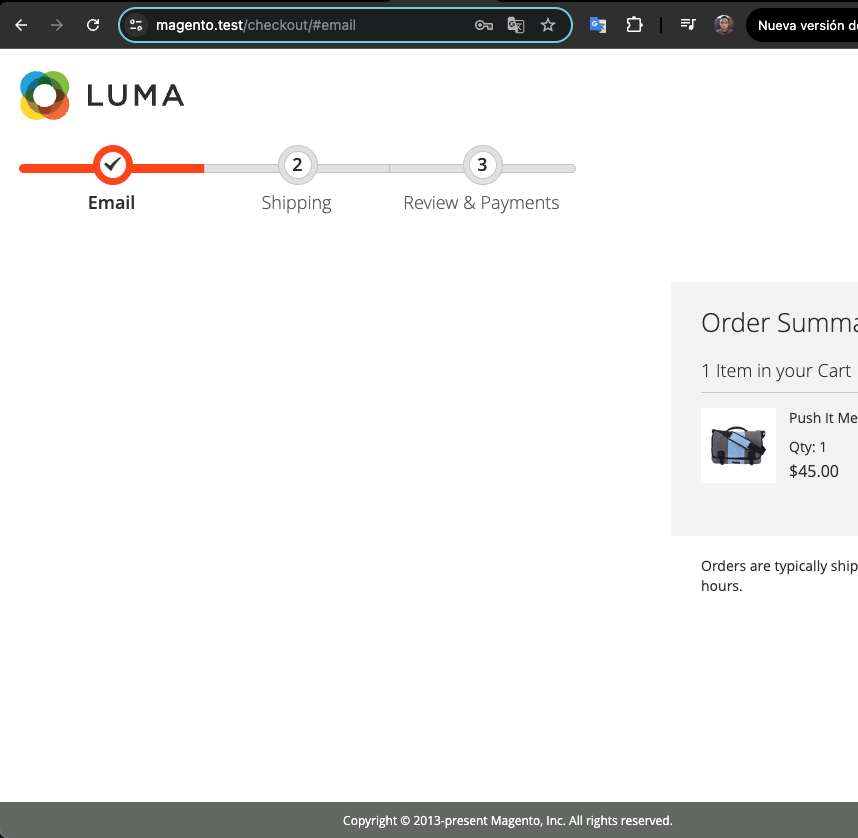 magento.test/checkout/#email
Nueva versión d
LUMA
2
3
Email
Shipping
Review & Payments
Order Summa
1 Item in your Cart
Push It Me
Qty: 1
$45.00
Orders are typically ship
hours.
Copyright © 2013-present Magento, Inc. All rights reserved.